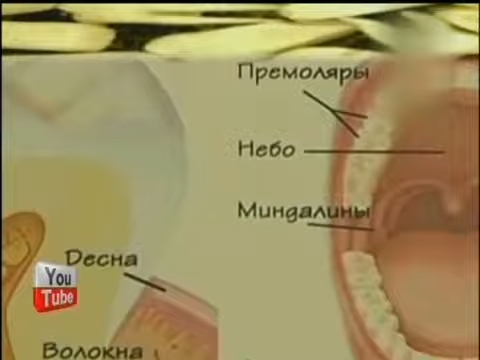 Премоляры
Небо
Миндалины
Десна
You
Tube
Волокна